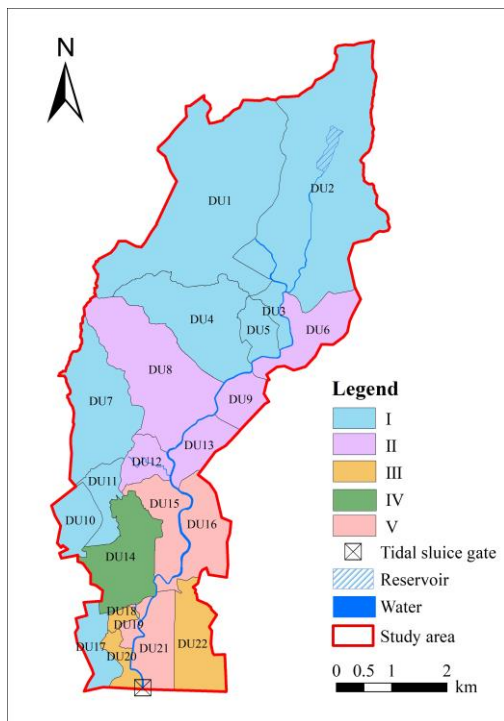 N
DU1
DU2
DU3
DU4
DU5
DU6
DU8
DU7
DU9
DU13
DU12
DU11
DU15
DU10
DU16
DU14
DU18
DU19
DU17
DU20
DU21
DU22
Legend
I
II
III
IV
V
Tidal sluice gate
Reservoir
Water
Study area
0 0.5 1 2
km